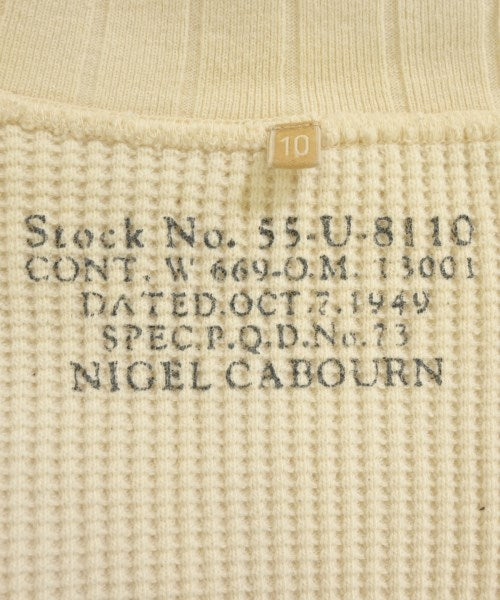 10
Stock No. 55-U-8110
CONT. W 669-O.M. 13001
DATED.OCT.7.1949
SPEC.P.Q.D.No.73
NIGEL CABOURN